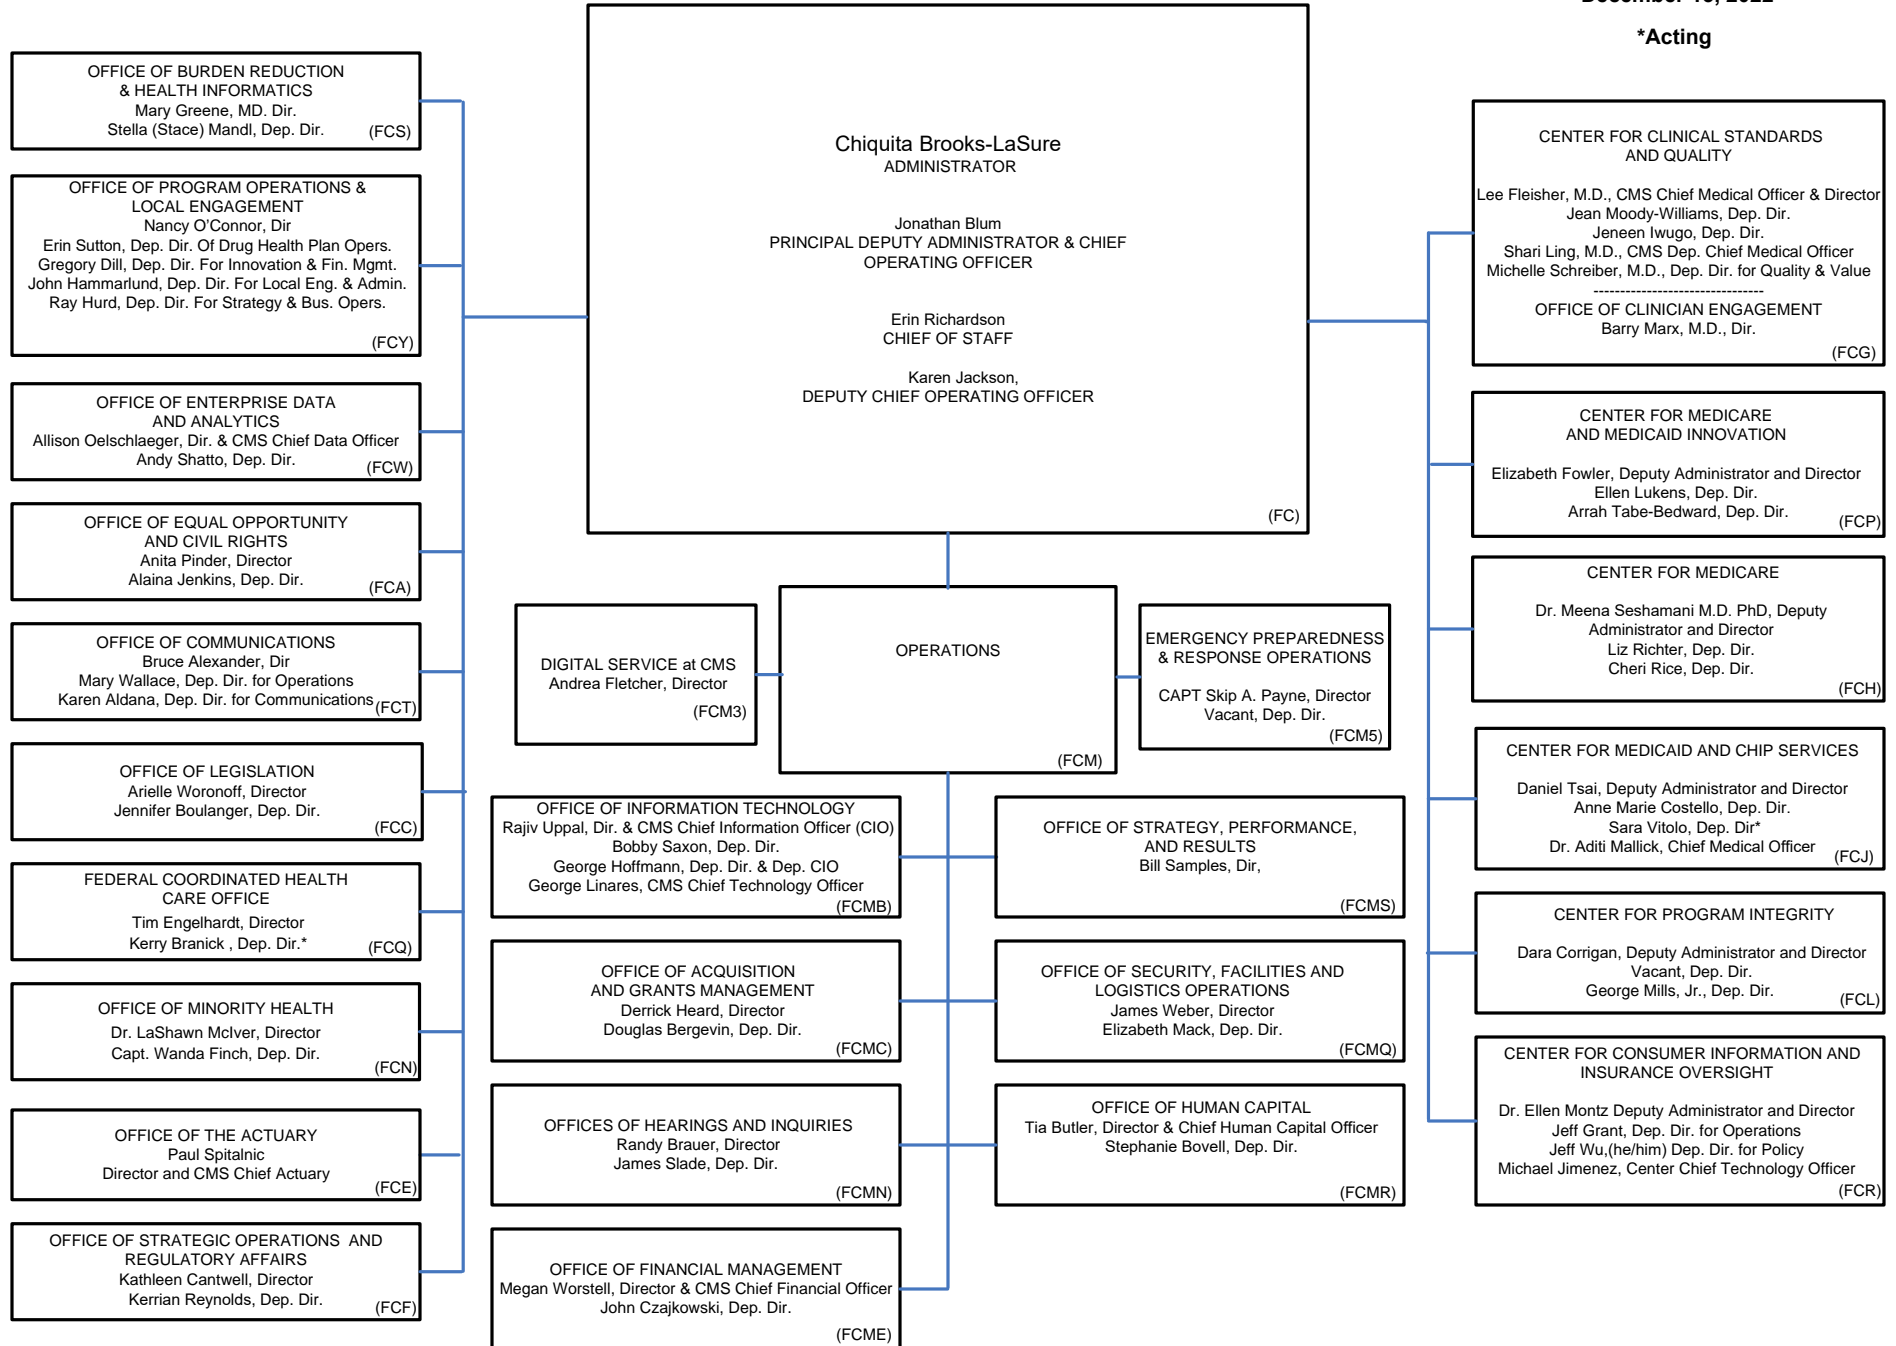 *Acting
OFFICE OF BURDEN REDUCTION
& HEALTH INFORMATICS
Mary Greene, MD. Dir.
Stella (Stace) Mandl, Dep. Dir.
(FCS)
OFFICE OF PROGRAM OPERATIONS &
LOCAL ENGAGEMENT
Nancy O’Connor, Dir
Erin Sutton, Dep. Dir. Of Drug Health Plan Opers.
Gregory Dill, Dep. Dir. For Innovation & Fin. Mgmt.
John Hammarlund, Dep. Dir. For Local Eng. & Admin.
Ray Hurd, Dep. Dir. For Strategy & Bus. Opers.
(FCY)
OFFICE OF ENTERPRISE DATA
AND ANALYTICS
Allison Oelschlaeger, Dir. & CMS Chief Data Officer
Andy Shatto, Dep. Dir.
(FCW)
OFFICE OF EQUAL OPPORTUNITY
AND CIVIL RIGHTS
Anita Pinder, Director
Alaina Jenkins, Dep. Dir.
(FCA)
OFFICE OF COMMUNICATIONS
Bruce Alexander, Dir
Mary Wallace, Dep. Dir. for Operations
Karen Aldana, Dep. Dir. for Communications
(FCT)
OFFICE OF LEGISLATION
Arielle Woronoff, Director
Jennifer Boulanger, Dep. Dir.
(FCC)
FEDERAL COORDINATED HEALTH
CARE OFFICE
Tim Engelhardt, Director
Kerry Branick , Dep. Dir.*
(FCQ)
OFFICE OF MINORITY HEALTH
Dr. LaShawn McIver, Director
Capt. Wanda Finch, Dep. Dir.
(FCN)
OFFICE OF THE ACTUARY
Paul Spitalnic
Director and CMS Chief Actuary
(FCE)
OFFICE OF STRATEGIC OPERATIONS AND
REGULATORY AFFAIRS
Kathleen Cantwell, Director
Kerrian Reynolds, Dep. Dir.
(FCF)
Chiquita Brooks-LaSure
ADMINISTRATOR
Jonathan Blum
PRINCIPAL DEPUTY ADMINISTRATOR & CHIEF
OPERATING OFFICER
Erin Richardson
CHIEF OF STAFF
Karen Jackson,
DEPUTY CHIEF OPERATING OFFICER
(FC)
DIGITAL SERVICE at CMS
Andrea Fletcher, Director
(FCM3)
OPERATIONS
(FCM)
EMERGENCY PREPAREDNESS
& RESPONSE OPERATIONS
CAPT Skip A. Payne, Director
Vacant, Dep. Dir.
(FCM5)
OFFICE OF INFORMATION TECHNOLOGY
Rajiv Uppal, Dir. & CMS Chief Information Officer (CIO)
Bobby Saxon, Dep. Dir.
George Hoffmann, Dep. Dir. & Dep. CIO
George Linares, CMS Chief Technology Officer
(FCMB)
OFFICE OF STRATEGY, PERFORMANCE,
AND RESULTS
Bill Samples, Dir,
(FCMS)
OFFICE OF ACQUISITION
AND GRANTS MANAGEMENT
Derrick Heard, Director
Douglas Bergevin, Dep. Dir.
(FCMC)
OFFICE OF SECURITY, FACILITIES AND
LOGISTICS OPERATIONS
James Weber, Director
Elizabeth Mack, Dep. Dir.
(FCMQ)
OFFICES OF HEARINGS AND INQUIRIES
Randy Brauer, Director
James Slade, Dep. Dir.
(FCMN)
OFFICE OF HUMAN CAPITAL
Tia Butler, Director & Chief Human Capital Officer
Stephanie Bovell, Dep. Dir.
(FCMR)
OFFICE OF FINANCIAL MANAGEMENT
Megan Worstell, Director & CMS Chief Financial Officer
John Czajkowski, Dep. Dir.
(FCME)
CENTER FOR CLINICAL STANDARDS
AND QUALITY
Lee Fleisher, M.D., CMS Chief Medical Officer & Director
Jean Moody-Williams, Dep. Dir.
Jeneen Iwugo, Dep. Dir.
Shari Ling, M.D., CMS Dep. Chief Medical Officer
Michelle Schreiber, M.D., Dep. Dir. for Quality & Value
--------------------------------
OFFICE OF CLINICIAN ENGAGEMENT
Barry Marx, M.D., Dir.
(FCG)
CENTER FOR MEDICARE
AND MEDICAID INNOVATION
Elizabeth Fowler, Deputy Administrator and Director
Ellen Lukens, Dep. Dir.
Arrah Tabe-Bedward, Dep. Dir.
(FCP)
CENTER FOR MEDICARE
Dr. Meena Seshamani M.D. PhD, Deputy
Administrator and Director
Liz Richter, Dep. Dir.
Cheri Rice, Dep. Dir.
(FCH)
CENTER FOR MEDICAID AND CHIP SERVICES
Daniel Tsai, Deputy Administrator and Director
Anne Marie Costello, Dep. Dir.
Sara Vitolo, Dep. Dir*
Dr. Aditi Mallick, Chief Medical Officer
(FCJ)
CENTER FOR PROGRAM INTEGRITY
Dara Corrigan, Deputy Administrator and Director
Vacant, Dep. Dir.
George Mills, Jr., Dep. Dir.
(FCL)
CENTER FOR CONSUMER INFORMATION AND
INSURANCE OVERSIGHT
Dr. Ellen Montz Deputy Administrator and Director
Jeff Grant, Dep. Dir. for Operations
Jeff Wu,(he/him) Dep. Dir. for Policy
Michael Jimenez, Center Chief Technology Officer
(FCR)